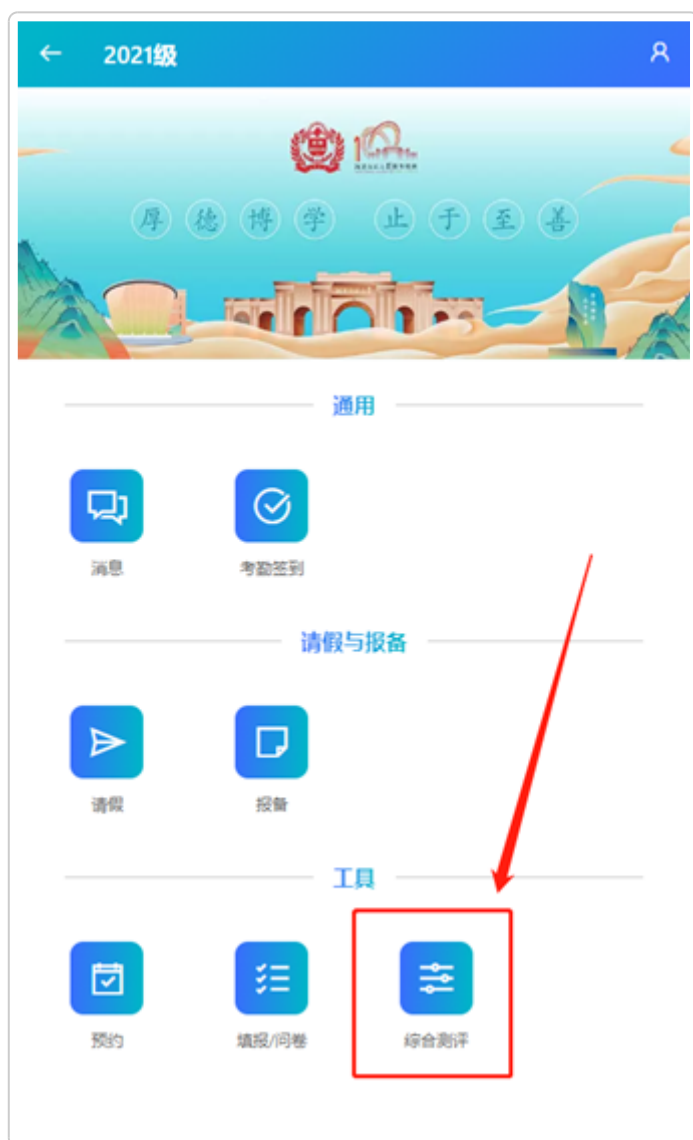 2021级
厚德博学 止于至善
通用
消息 考勤签到
请假与报备
请假 报备
工具
预约 填报/问卷 综合测评